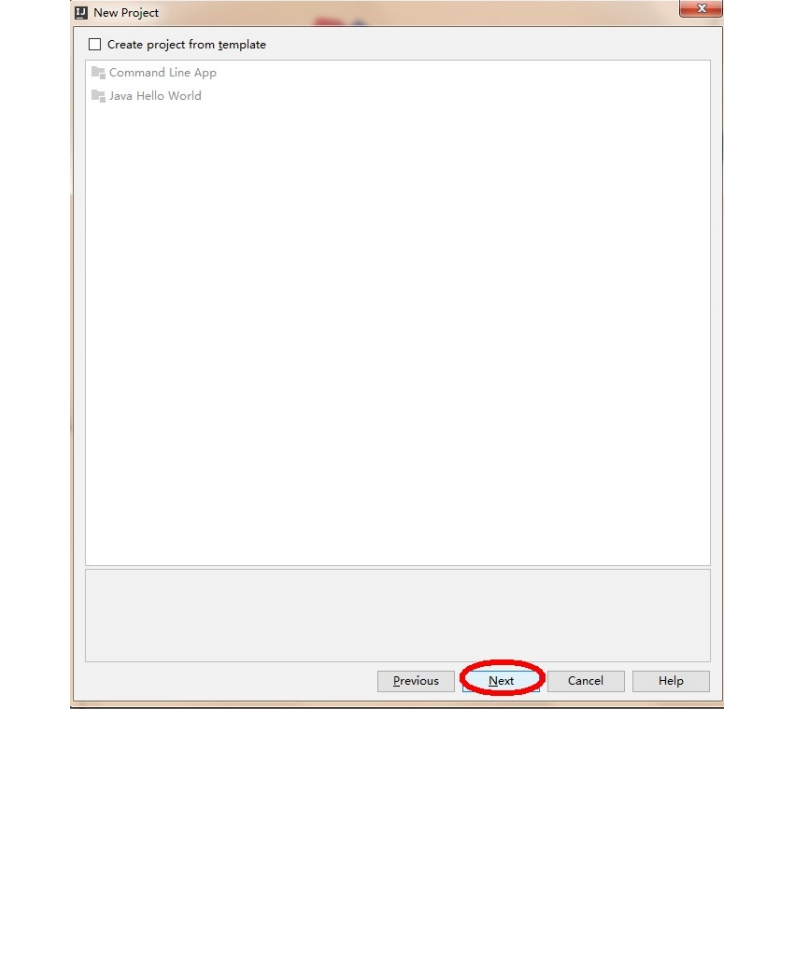 New Project
Create project from template
Command Line App
Java Hello World
Previous Next Cancel Help